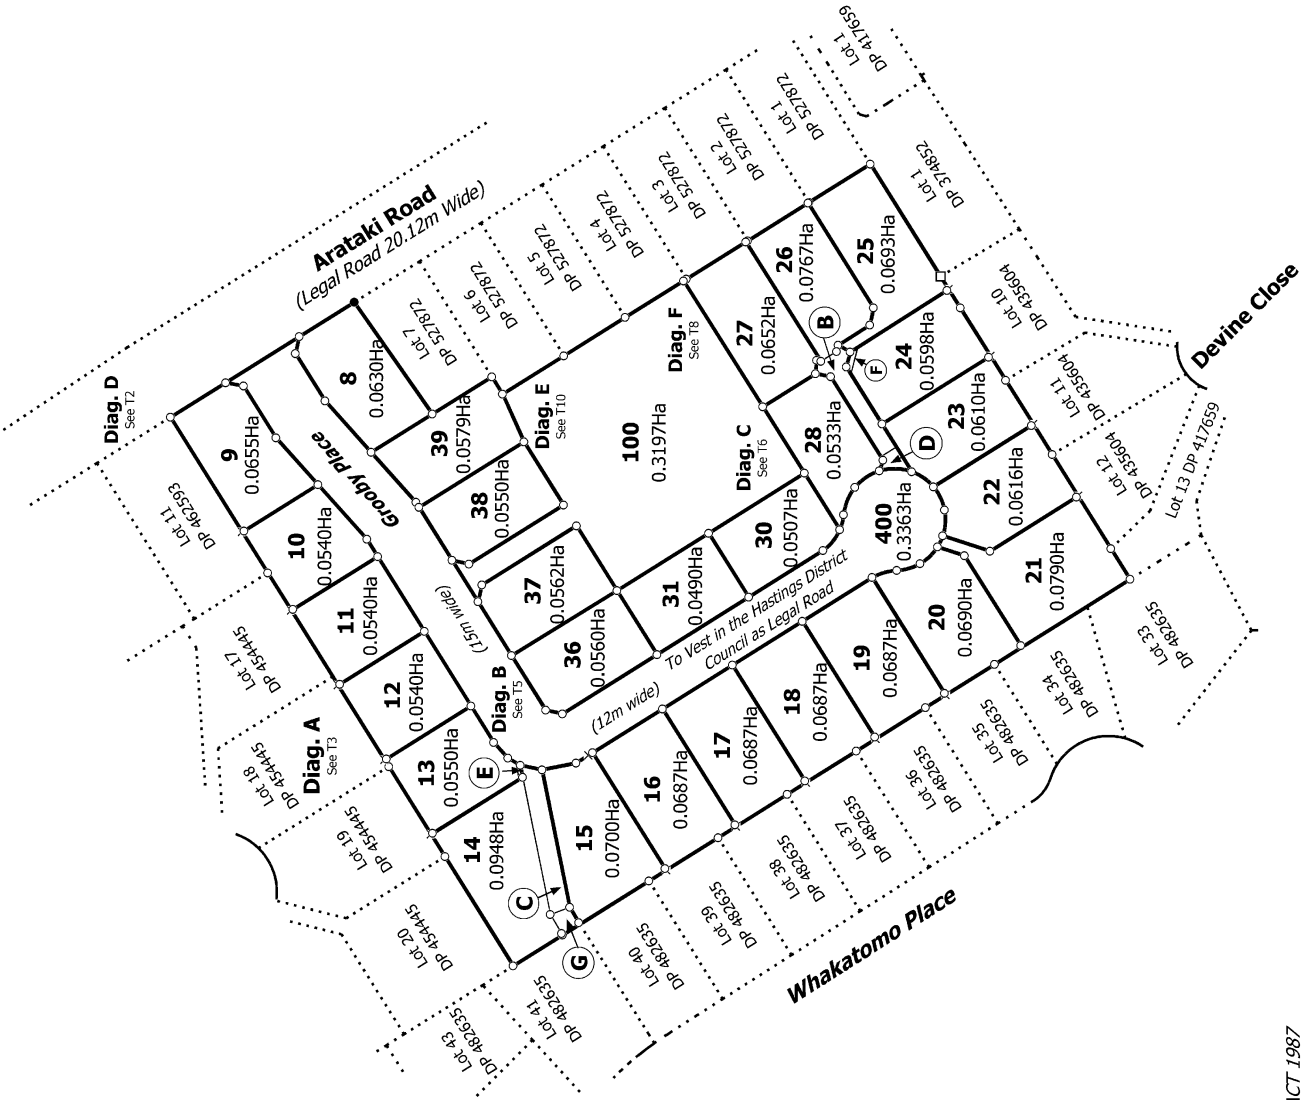 Lot 1
DP 417659
Lot 1
DP 527872
Lot 2
DP 527872
Lot 3
DP 527872
Lot 4
DP 527872
Lot 5
DP 527872
Lot 6
DP 527872
Lot 7
DP 527872
Lot 1
DP 374852
Arataki Road
(Legal Road 20.12m Wide)
Diag. D
See T2
Lot 11
DP 462593
9
0.0655Ha
8
0.0630Ha
Grooby Place
(15m wide)
10
0.0540Ha
11
0.0540Ha
12
0.0540Ha
13
0.0550Ha
14
0.0948Ha
39
0.0579Ha
38
0.0550Ha
37
0.0562Ha
36
0.0560Ha
Diag. E
See T10
100
0.3197Ha
Diag. F
See T8
Diag. C
See T6
27
0.0652Ha
26
0.0767Ha
25
0.0693Ha
B
F
24
0.0598Ha
28
0.0533Ha
D
23
0.0610Ha
22
0.0616Ha
21
0.0790Ha
30
0.0507Ha
31
0.0490Ha
400
0.3363Ha
To Vest in the Hastings District
Council as Legal Road
(12m wide)
20
0.0690Ha
19
0.0687Ha
18
0.0687Ha
17
0.0687Ha
16
0.0687Ha
15
0.0700Ha
Diag. B
See T5
E
C
G
Diag. A
See T3
Lot 17
DP 454445
Lot 18
DP 454445
Lot 19
DP 454445
Lot 20
DP 454445
Lot 43
DP 482635
Lot 41
DP 482635
Lot 40
DP 482635
Lot 39
DP 482635
Lot 38
DP 482635
Lot 37
DP 482635
Lot 36
DP 482635
Lot 35
DP 482635
Lot 34
DP 482635
Lot 33
DP 482635
Lot 10
DP 435604
Lot 11
DP 435604
Lot 12
DP 435604
Lot 13 DP 417659
Devine Close
Whakatomo Place
ACT 1987